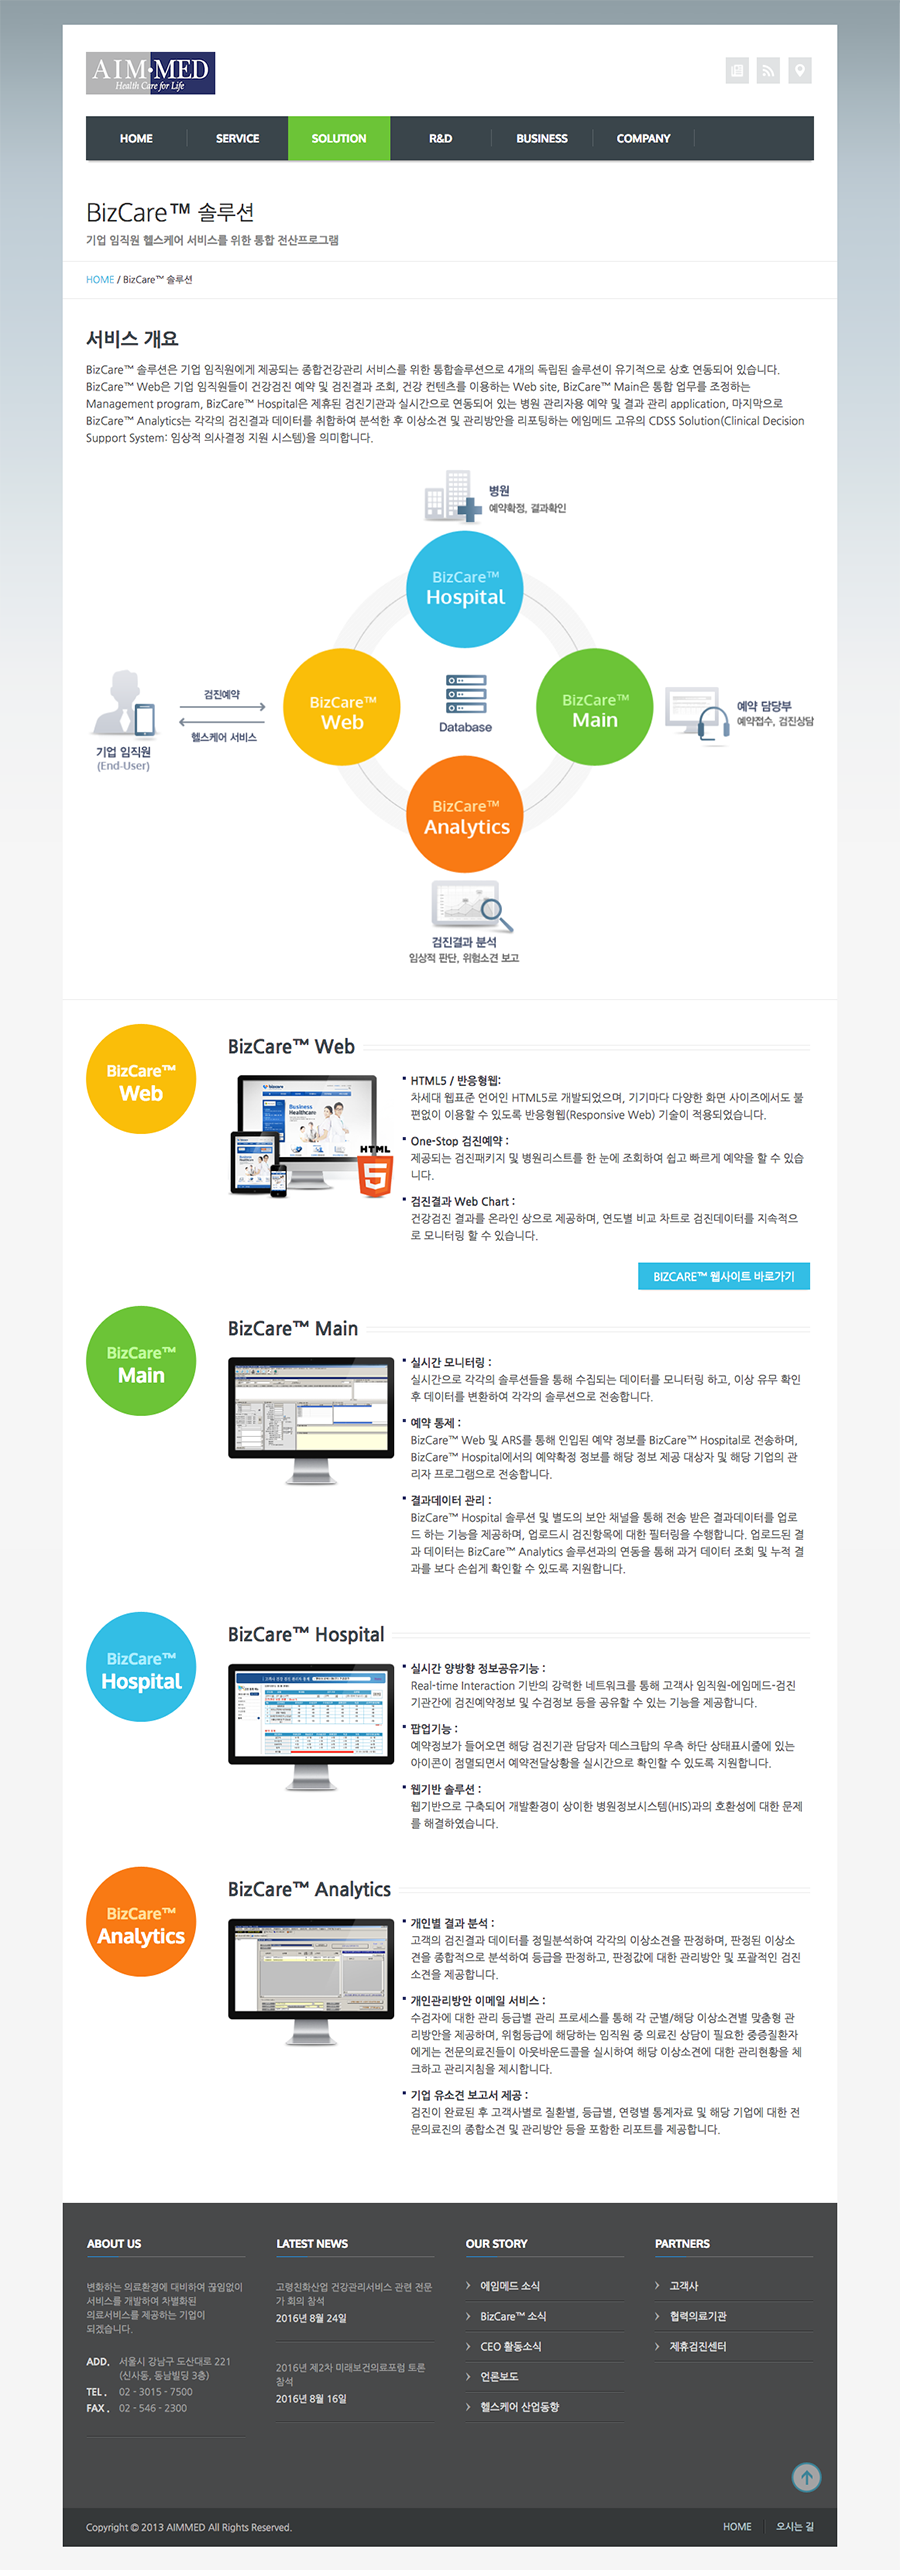 AIM·MED
Health Care for Life
HOME
SERVICE
SOLUTION
R&D
BUSINESS
COMPANY
BizCare™ 솔루션
기업 임직원 헬스케어 서비스를 위한 통합 전산프로그램
HOME / BizCare™ 솔루션
서비스 개요
BizCare™ 솔루션은 기업 임직원에게 제공되는 종합건강관리 서비스를 위한 통합솔루션으로 4개의 독립된 솔루션이 유기적으로 상호 연동되어 있습니다.
BizCare™ Web은 기업 임직원들이 건강검진 예약 및 검진결과 조회, 건강 컨텐츠를 이용하는 Web site, BizCare™ Main은 통합 업무를 조정하는
Management program, BizCare™ Hospital은 제휴된 검진기관과 실시간으로 연동되어 있는 병원 관리자용 예약 및 결과 관리 application, 마지막으로
BizCare™ Analytics는 각각의 검진결과 데이터를 취합하여 분석한 후 이상소견 및 관리방안을 리포팅하는 에임메드 고유의 CDSS Solution(Clinical Decision
Support System: 임상적 의사결정 지원 시스템)을 의미합니다.
병원
예약확정, 결과확인
BizCare™
Hospital
검진예약
헬스케어 서비스
기업 임직원
(End-User)
BizCare™
Web
Database
BizCare™
Main
예약 담당부
예약접수, 검진상담
BizCare™
Analytics
검진결과 분석
임상적 판단, 위험소견 보고
BizCare™
Web
BizCare™ Web
HTML
5
HTML5 / 반응형웹:
차세대 웹표준 언어인 HTML5로 개발되었으며, 기기마다 다양한 화면 사이즈에서도 불
편없이 이용할 수 있도록 반응형웹(Responsive Web) 기술이 적용되었습니다.
One-Stop 검진예약 :
제공되는 검진패키지 및 병원리스트를 한 눈에 조회하여 쉽고 빠르게 예약을 할 수 있습
니다.
검진결과 Web Chart :
건강검진 결과를 온라인 상으로 제공하며, 연도별 비교 차트로 검진데이터를 지속적으
로 모니터링 할 수 있습니다.
BIZCARE™ 웹사이트 바로가기
BizCare™
Main
BizCare™ Main
실시간 모니터링 :
실시간으로 각각의 솔루션들을 통해 수집되는 데이터를 모니터링 하고, 이상 유무 확인
후 데이터를 변환하여 각각의 솔루션으로 전송합니다.
예약 통제 :
BizCare™ Web 및 ARS를 통해 인입된 예약 정보를 BizCare™ Hospital로 전송하며,
BizCare™ Hospital에서의 예약확정 정보를 해당 정보 제공 대상자 및 해당 기업의 관
리자 프로그램으로 전송합니다.
결과데이터 관리 :
BizCare™ Hospital 솔루션 및 별도의 보안 채널을 통해 전송 받은 결과데이터를 업로
드 하는 기능을 제공하며, 업로드시 검진항목에 대한 필터링을 수행합니다. 업로드된 결
과 데이터는 BizCare™ Analytics 솔루션과의 연동을 통해 과거 데이터 조회 및 누적 결
과를 보다 손쉽게 확인할 수 있도록 지원합니다.
BizCare™
Hospital
BizCare™ Hospital
실시간 양방향 정보공유기능 :
Real-time Interaction 기반의 강력한 네트워크를 통해 고객사 임직원-에임메드-검진
기관간에 검진예약정보 및 수검정보 등을 공유할 수 있는 기능을 제공합니다.
팝업기능 :
예약정보가 들어오면 해당 검진기관 담당자 데스크탑의 우측 하단 상태표시줄에 있는
아이콘이 점멸되면서 예약전달상황을 실시간으로 확인할 수 있도록 지원합니다.
웹기반 솔루션 :
웹기반으로 구축되어 개발환경이 상이한 병원정보시스템(HIS)과의 호환성에 대한 문제
를 해결하였습니다.
BizCare™
Analytics
BizCare™ Analytics
개인별 결과 분석 :
고객의 검진결과 데이터를 정밀분석하여 각각의 이상소견을 판정하며, 판정된 이상소
견을 종합적으로 분석하여 등급을 판정하고, 판정값에 대한 관리방안 및 포괄적인 검진
소견을 제공합니다.
개인관리방안 이메일 서비스 :
수검자에 대한 관리 등급별 관리 프로세스를 통해 각 군별/해당 이상소견별 맞춤형 관
리방안을 제공하며, 위험등급에 해당하는 임직원 중 의료진 상담이 필요한 중증질환자
에게는 전문의료진들이 아웃바운드콜을 실시하여 해당 이상소견에 대한 관리현황을 체
크하고 관리지침을 제시합니다.
기업 유소견 보고서 제공 :
검진이 완료된 후 고객사별로 질환별, 등급별, 연령별 통계자료 및 해당 기업에 대한 전
문의료진의 종합소견 및 관리방안 등을 포함한 리포트를 제공합니다.
ABOUT US
변화하는 의료환경에 대비하여 끊임없이
서비스를 개발하여 차별화된
의료서비스를 제공하는 기업이
되겠습니다.
ADD. 서울시 강남구 도산대로 221
(신사동, 동남빌딩 3층)
TEL . 02 - 3015 - 7500
FAX . 02 - 546 - 2300
LATEST NEWS
고령친화산업 건강관리서비스 관련 전문
가 회의 참석
2016년 8월 24일
2016년 제2차 미래보건의료포럼 토론
참석
2016년 8월 16일
OUR STORY
에임메드 소식
BizCare™ 소식
CEO 활동소식
언론보도
헬스케어 산업동향
PARTNERS
고객사
협력의료기관
제휴검진센터
Copyright © 2013 AIMMED All Rights Reserved.
HOME
오시는 길